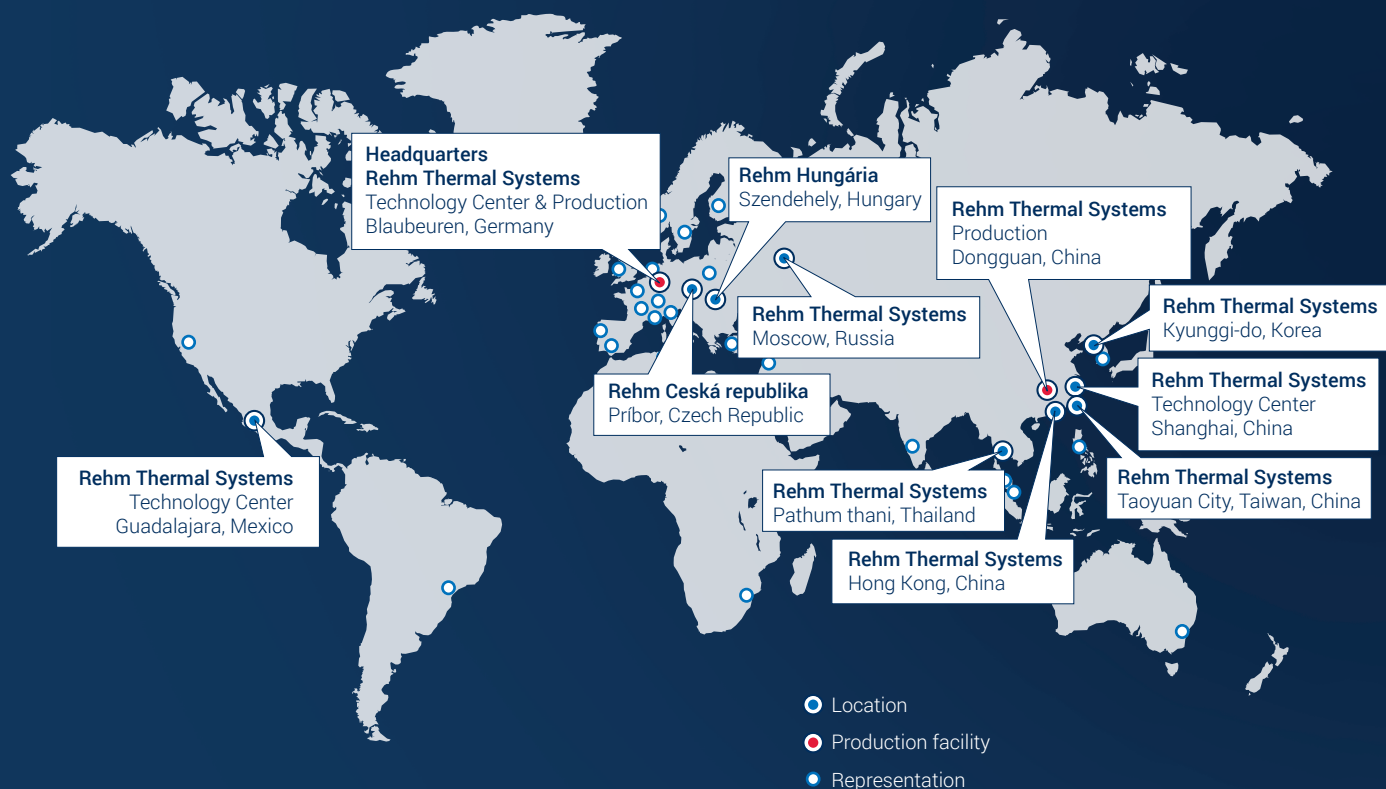 Headquarters
Rehm Thermal Systems
Technology Center & Production
Blaubeuren, Germany
Rehm Hungária
Szendehely, Hungary
Rehm Thermal Systems
Production
Dongguan, China
Rehm Thermal Systems
Moscow, Russia
Rehm Thermal Systems
Kyunggi-do, Korea
Rehm Ceská republika
Príbor, Czech Republic
Rehm Thermal Systems
Technology Center
Shanghai, China
Rehm Thermal Systems
Technology Center
Guadalajara, Mexico
Rehm Thermal Systems
Pathum thani, Thailand
Rehm Thermal Systems
Taoyuan City, Taiwan, China
Rehm Thermal Systems
Hong Kong, China
Location
Production facility
Representation